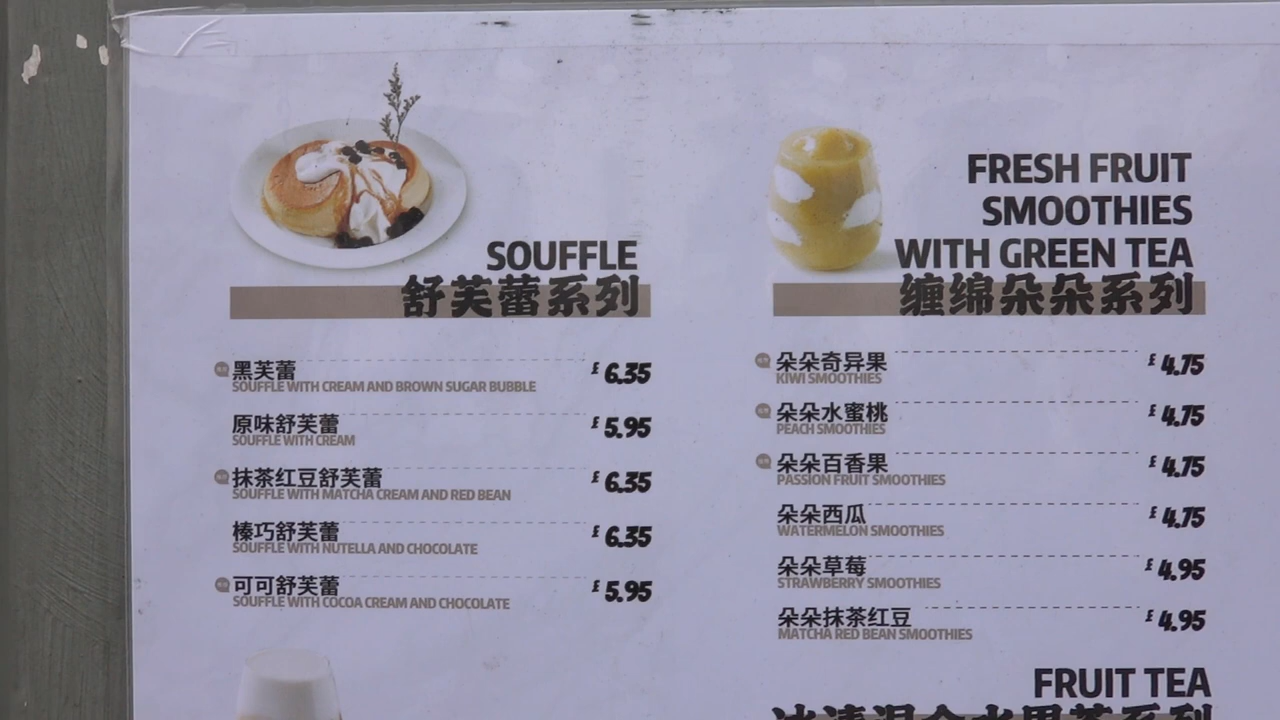 SOUFFLE
舒芙蕾系列
黑芙蕾
£ 6.35
SOUFFLE WITH CREAM AND BROWN SUGAR BUBBLE
原味舒芙蕾
£ 5.95
SOUFFLE WITH CREAM
抹茶红豆舒芙蕾
£ 6.35
SOUFFLE WITH MATCHA CREAM AND RED BEAN
榛巧舒芙蕾
£ 6.35
SOUFFLE WITH NUTELLA AND CHOCOLATE
可可舒芙蕾
£ 5.95
SOUFFLE WITH COCOA CREAM AND CHOCOLATE
FRESH FRUIT
SMOOTHIES
WITH GREEN TEA
缠绵朵朵系列
朵朵奇异果
£ 4.75
KIWI SMOOTHIES
朵朵水蜜桃
£ 4.75
PEACH SMOOTHIES
朵朵百香果
£ 4.75
PASSION FRUIT SMOOTHIES
朵朵西瓜
£ 4.75
WATERMELON SMOOTHIES
朵朵草莓
£ 4.95
STRAWBERRY SMOOTHIES
朵朵抹茶红豆
£ 4.95
MATCHA RED BEAN SMOOTHIES
FRUIT TEA